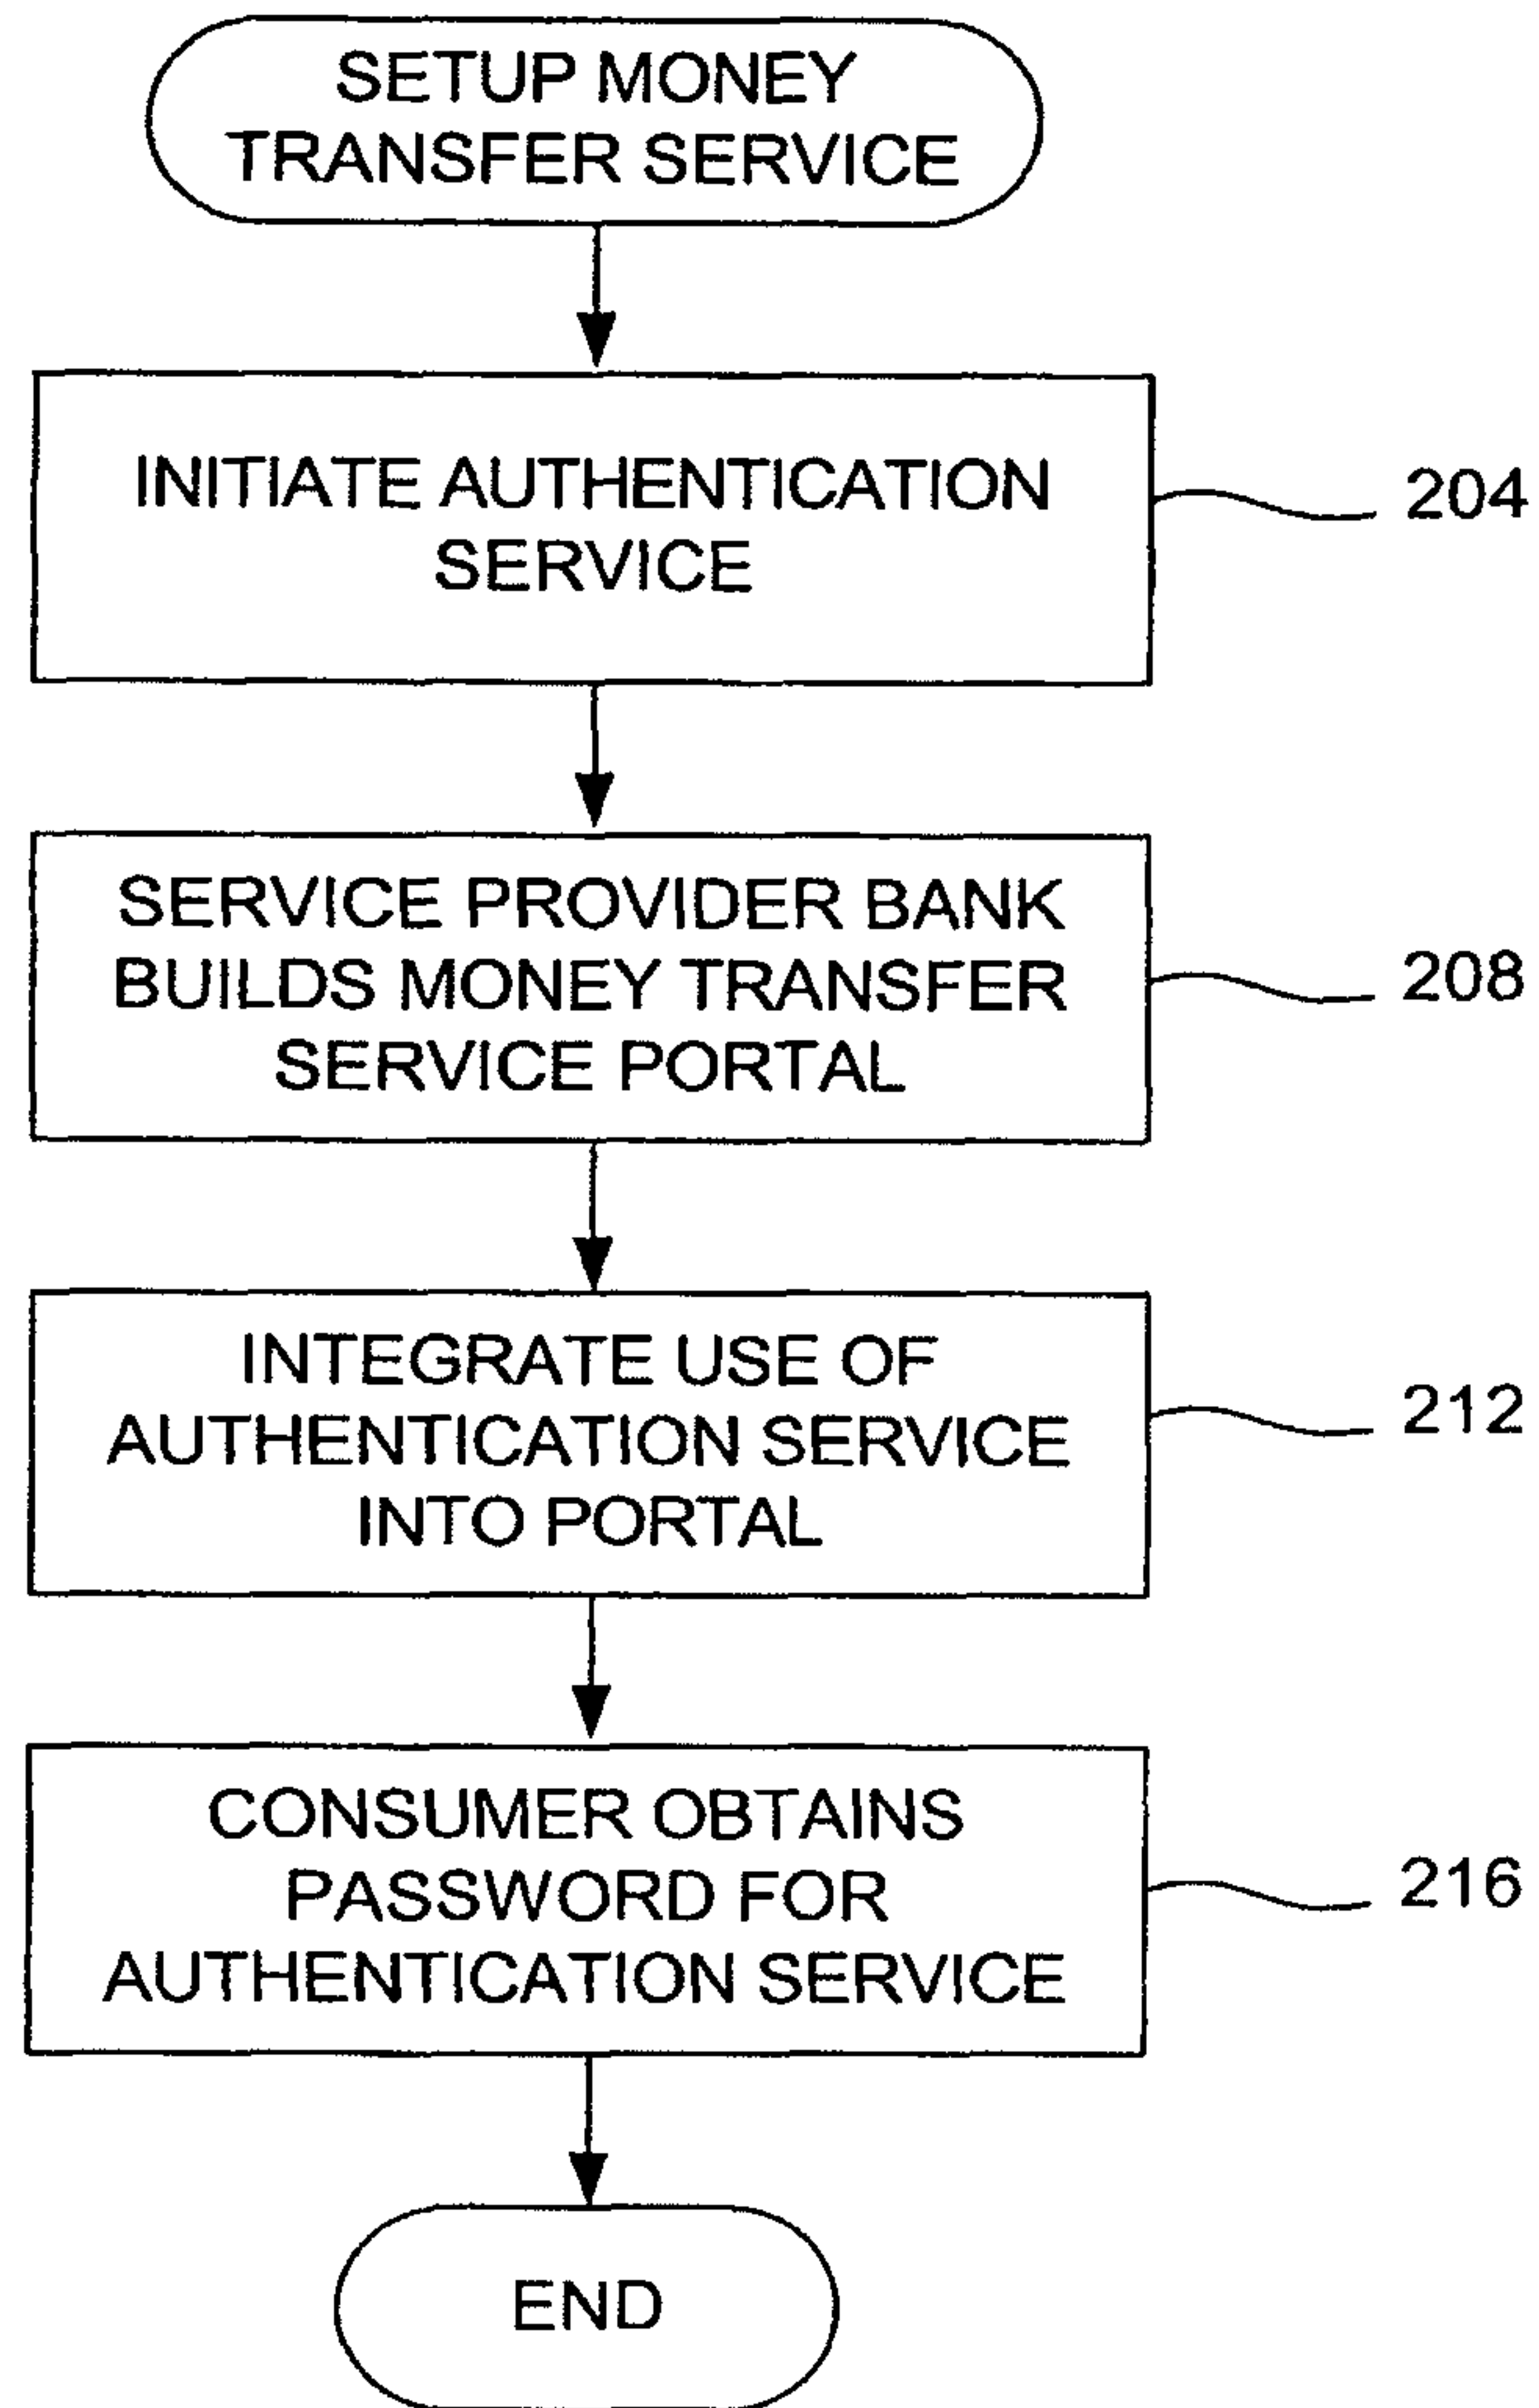 SETUP MONEY
TRANSFER SERVICE
INITIATE AUTHENTICATION
SERVICE
204
SERVICE PROVIDER BANK
BUILDS MONEY TRANSFER
SERVICE PORTAL
208
INTEGRATE USE OF
AUTHENTICATION SERVICE
INTO PORTAL
212
CONSUMER OBTAINS
PASSWORD FOR
AUTHENTICATION SERVICE
216
END